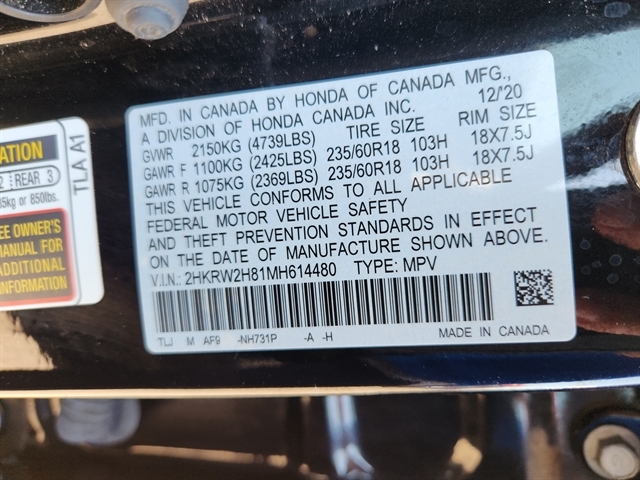 ATION
2 REAR 3
35kg or 850lbs.
EE OWNER'S
MANUAL FOR
ADDITIONAL
NFORMATION
TLA A1
MFD. IN CANADA BY HONDA OF CANADA MFG.,
A DIVISION OF HONDA CANADA INC. 12/'20
GVWR 2150KG (4739LBS) TIRE SIZE RIM SIZE
GAWR F 1100KG (2425LBS) 235/60R18 103H 18X7.5J
GAWR R 1075KG (2369LBS) 235/60R18 103H 18X7.5J
THIS VEHICLE CONFORMS TO ALL APPLICABLE
FEDERAL MOTOR VEHICLE SAFETY
AND THEFT PREVENTION STANDARDS IN EFFECT
ON THE DATE OF MANUFACTURE SHOWN ABOVE.
V.I.N.: 2HKRW2H81MH614480 TYPE: MPV
TLJ M AF9 -NH731P -A -H MADE IN CANADA